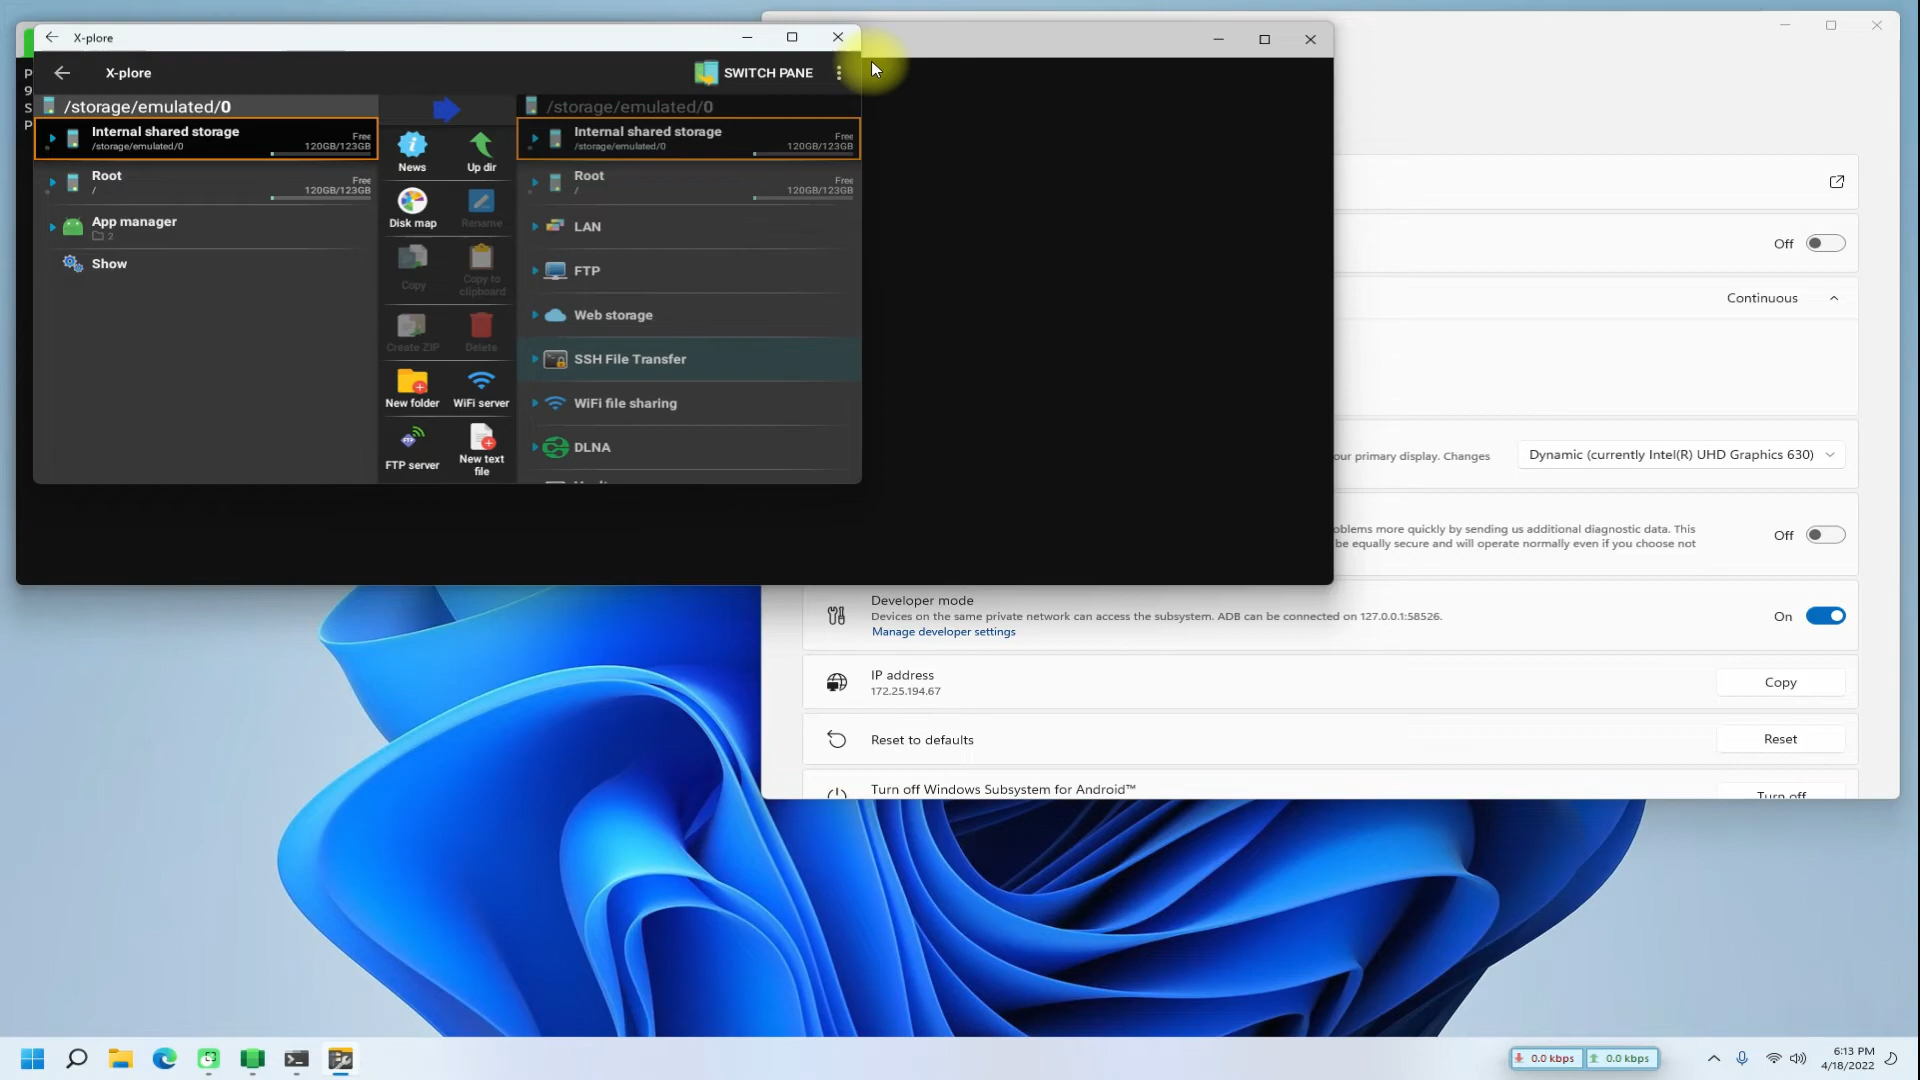 X-plore
X-plore
SWITCH PANE
/storage/emulated/0
Internal shared storage
/storage/emulated/0
Free
120GB/123GB
Root
/
Free
120GB/123GB
App manager
2
Show
News
Up dir
Disk map
Rename
Copy
Copy to
clipboard
Create ZIP
Delete
New folder
WiFi server
FTP server
New text
file
/storage/emulated/0
Internal shared storage
/storage/emulated/0
Free
120GB/123GB
Root
/
Free
120GB/123GB
LAN
FTP
Web storage
SSH File Transfer
WiFi file sharing
DLNA
P
9
S
P
Off
Continuous
our primary display. Changes
Dynamic (currently Intel(R) UHD Graphics 630)
oblems more quickly by sending us additional diagnostic data. This
be equally secure and will operate normally even if you choose not
Off
Developer mode
Devices on the same private network can access the subsystem. ADB can be connected on 127.0.0.1:58526.
Manage developer settings
On
IP address
172.25.194.67
Copy
Reset to defaults
Reset
Turn off Windows Subsystem for Android™
Turn off
0.0 kbps
0.0 kbps
6:13 PM
4/18/2022